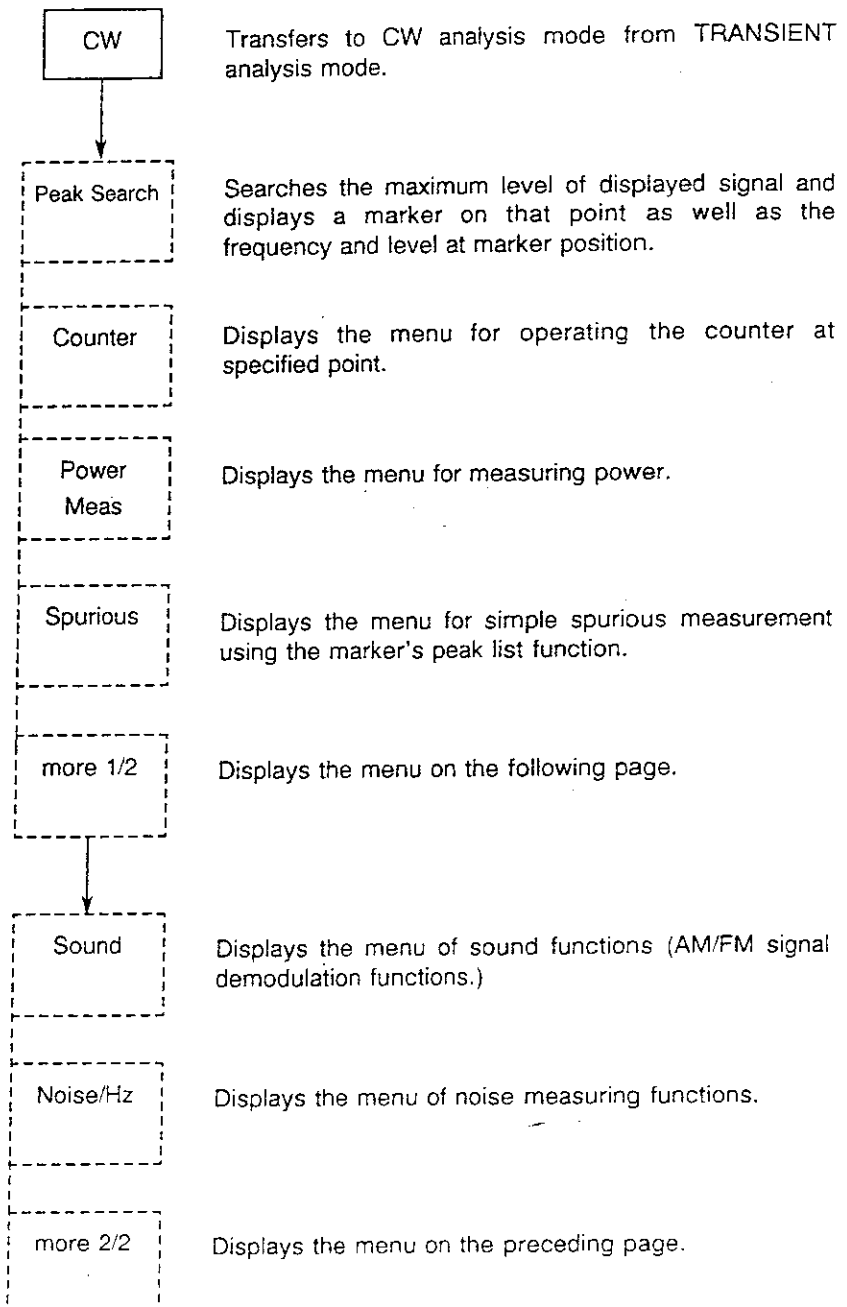 CW
Transfers to CW analysis mode from TRANSIENT
analysis mode.
Peak Search
Searches the maximum level of displayed signal and
displays a marker on that point as well as the
frequency and level at marker position.
Counter
Displays the menu for operating the counter at
specified point.
Power
Meas
Displays the menu for measuring power.
Spurious
Displays the menu for simple spurious measurement
using the marker's peak list function.
more 1/2
Displays the menu on the following page.
Sound
Displays the menu of sound functions (AM/FM signal
demodulation functions.)
Noise/Hz
Displays the menu of noise measuring functions.
more 2/2
Displays the menu on the preceding page.